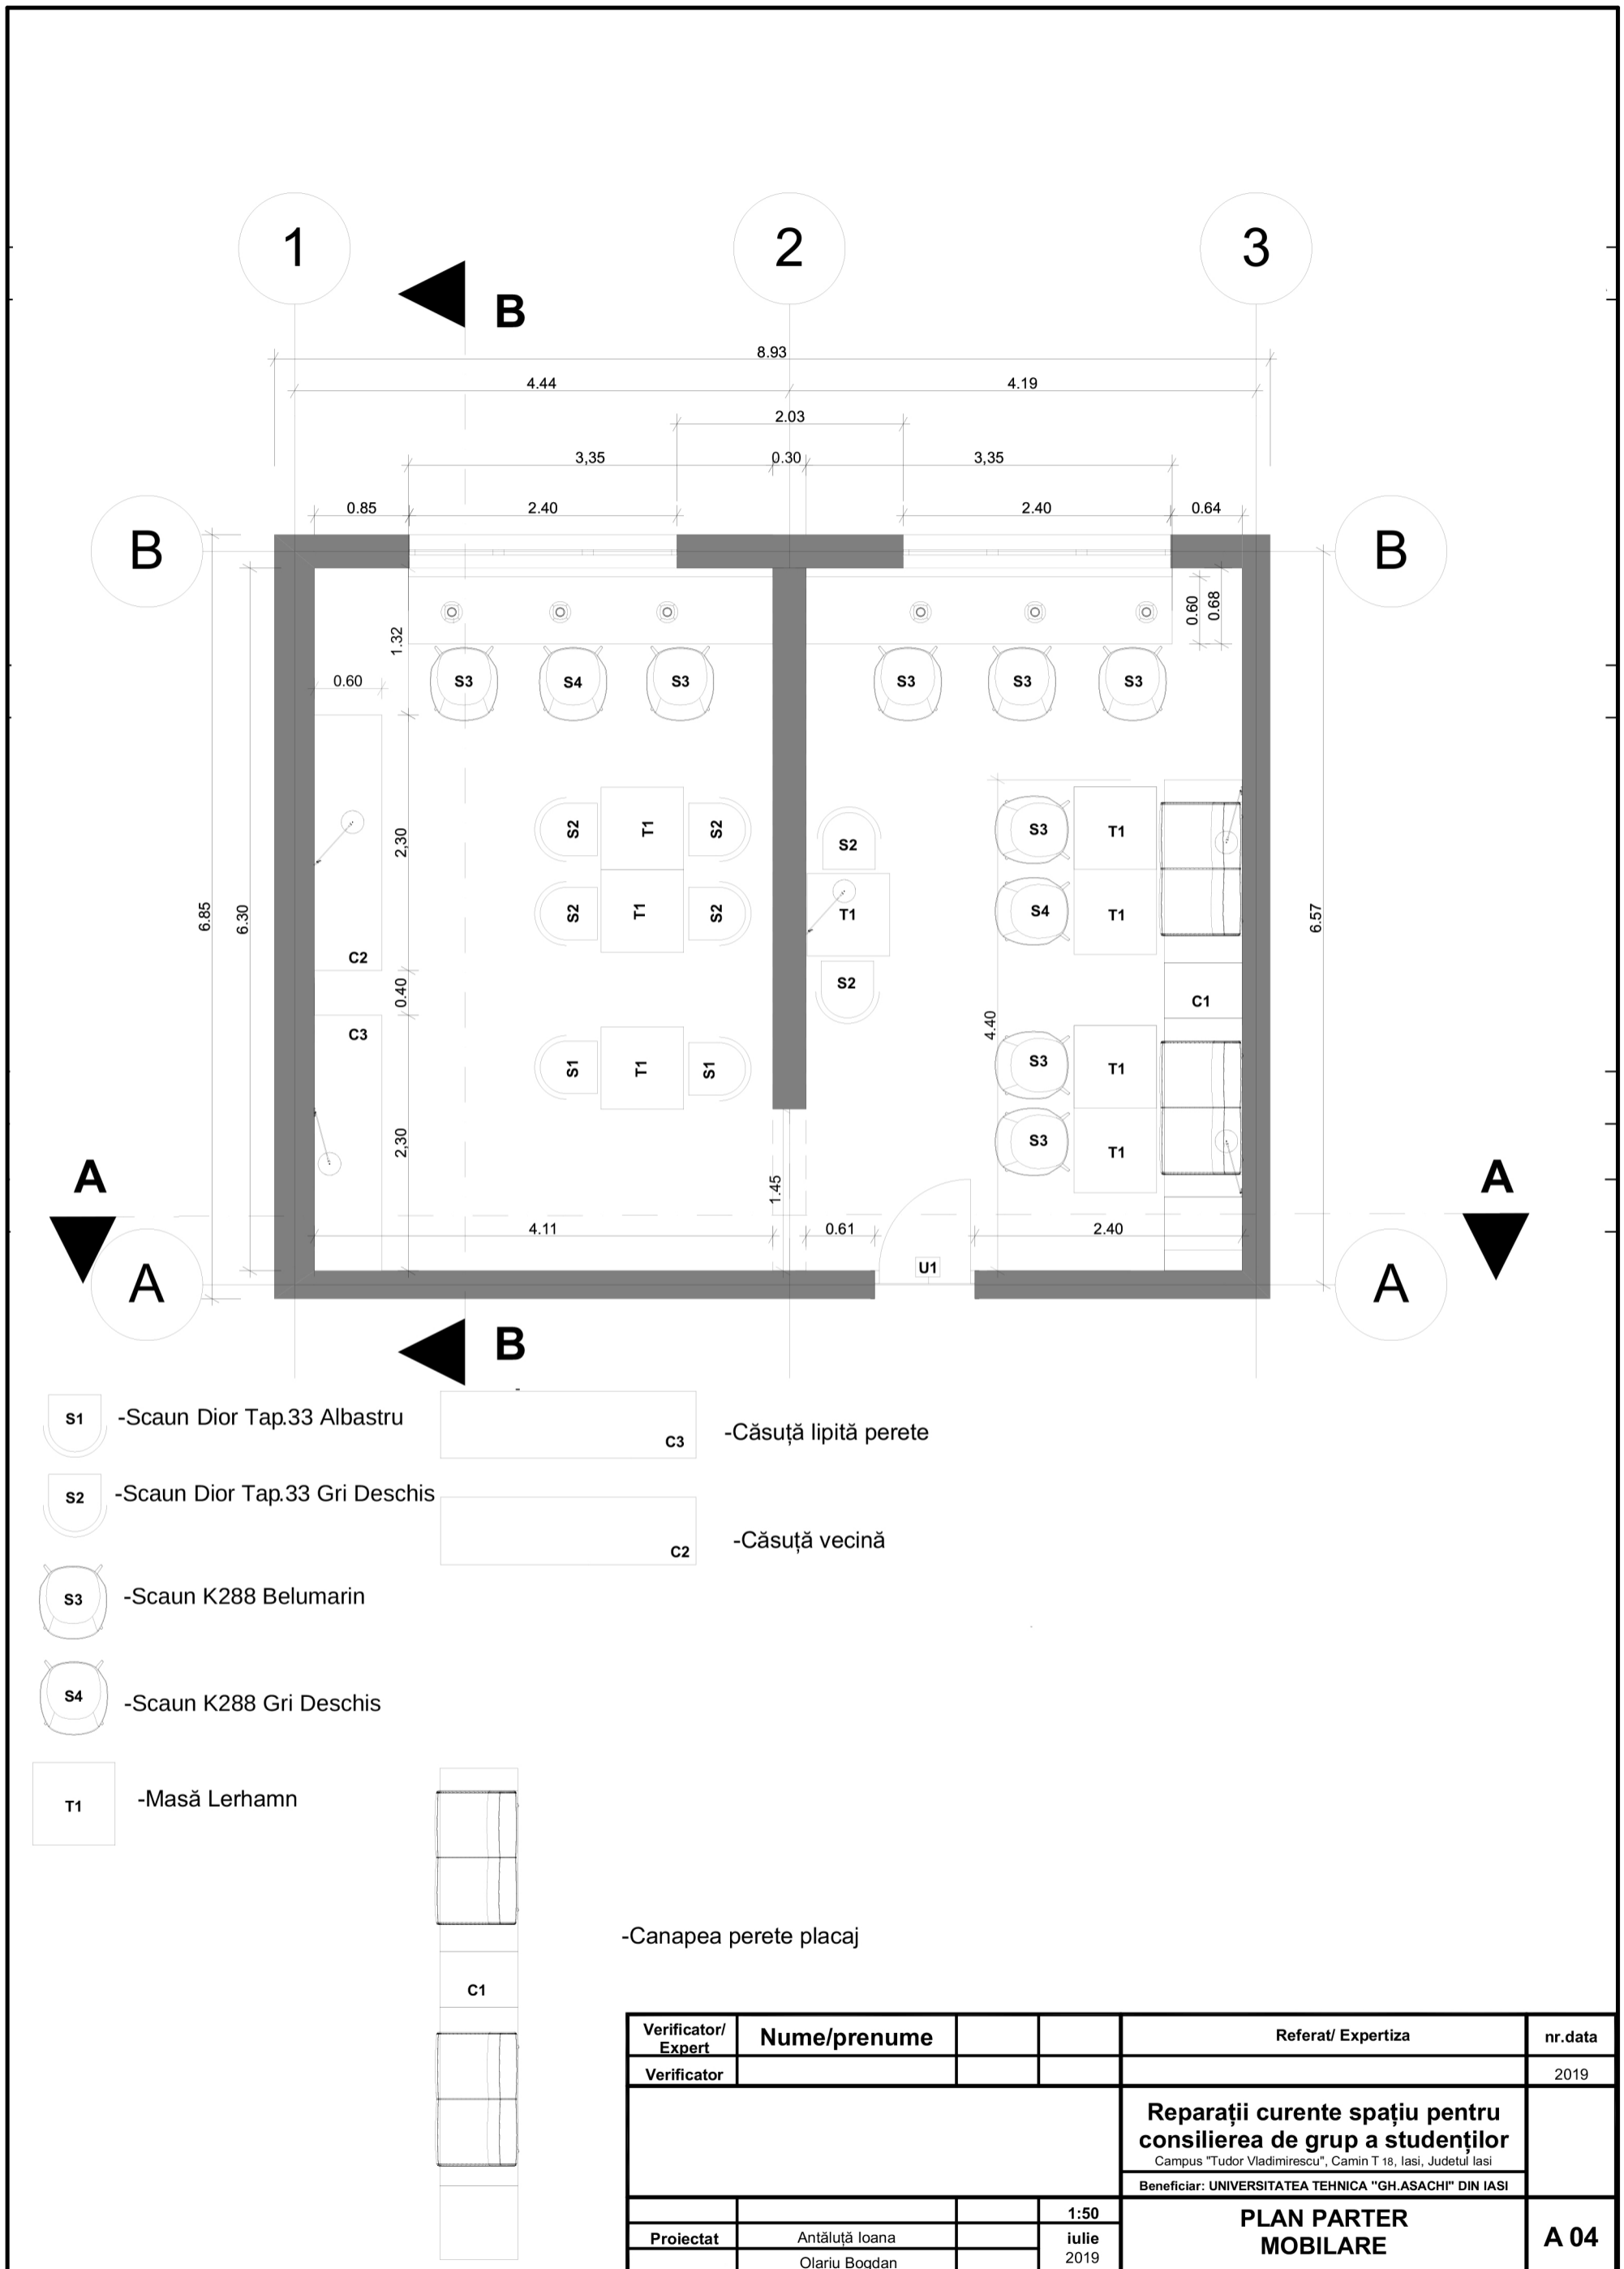 1
2
3
B
8.93
4.44
4.19
2.03
3,35
0.30
3,35
0.85
2.40
2.40
0.64
B
B
1.32
0.60
0.68
0.60
S3
S4
S3
S3
S3
S3
2,30
S2
T1
S2
S2
S3
T1
6.85
6.30
S2
T1
S2
T1
S4
T1
6.57
C2
S2
0.40
C1
C3
4.40
S1
T1
S1
S3
T1
2,30
S3
T1
A
1.45
A
4.11
0.61
2.40
U1
A
A
B
S1
-Scaun Dior Tap.33 Albastru
C3
-Căsuță lipită perete
S2
-Scaun Dior Tap.33 Gri Deschis
C2
-Căsuță vecină
S3
-Scaun K288 Belumarin
S4
-Scaun K288 Gri Deschis
T1
-Masă Lerhamn
-Canapea perete placaj
C1
Verificator/
Expert
Nume/prenume
Referat/ Expertiza
nr.data
Verificator
2019
Reparații curente spațiu pentru
consilierea de grup a studenților
Campus "Tudor Vladimirescu", Camin T 18, Iasi, Judetul Iasi
Beneficiar: UNIVERSITATEA TEHNICA "GH.ASACHI" DIN IASI
1:50
PLAN PARTER
MOBILARE
A 04
Proiectat
Antăluță Ioana
iulie
2019
Olariu Bogdan